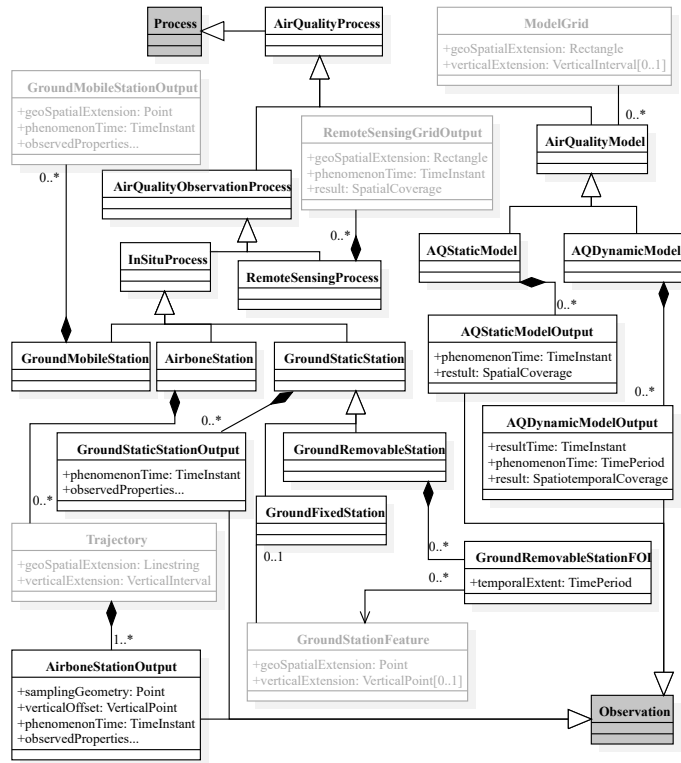 Process
AirQualityProcess
ModelGrid
+geoSpatialExtension: Rectangle
+verticalExtension: VerticalInterval[0..1]
0..*
GroundMobileStationOutput
+geoSpatialExtension: Point
+phenomenonTime: TimeInstant
+observedProperties...
0..*
RemoteSensingGridOutput
+geoSpatialExtension: Rectangle
+phenomenonTime: TimeInstant
+result: SpatialCoverage
0..*
AirQualityModel
AirQualityObservationProcess
InSituProcess
RemoteSensingProcess
AQStaticModel
AQDynamicModel
0..*
AQStaticModelOutput
+phenomenonTime: TimeInstant
+restult: SpatialCoverage
GroundMobileStation
AirboneStation
GroundStaticStation
0..*
0..*
AQDynamicModelOutput
+resultTime: TimeInstant
+phenomenonTime: TimePeriod
+result: SpatiotemporalCoverage
GroundStaticStationOutput
+phenomenonTime: TimeInstant
+observedProperties...
GroundRemovableStation
0..*
GroundFixedStation
0..1
Trajectory
+geoSpatialExtension: Linestring
+verticalExtension: VerticalInterval
0..*
0..*
GroundRemovableStationFOI
+temporalExtent: TimePeriod
1..*
GroundStationFeature
+geoSpatialExtension: Point
+verticalExtension: VerticalPoint[0..1]
AirboneStationOutput
+samplingGeometry: Point
+verticalOffset: VerticalPoint
+phenomenonTime: TimeInstant
+observedProperties...
Observation